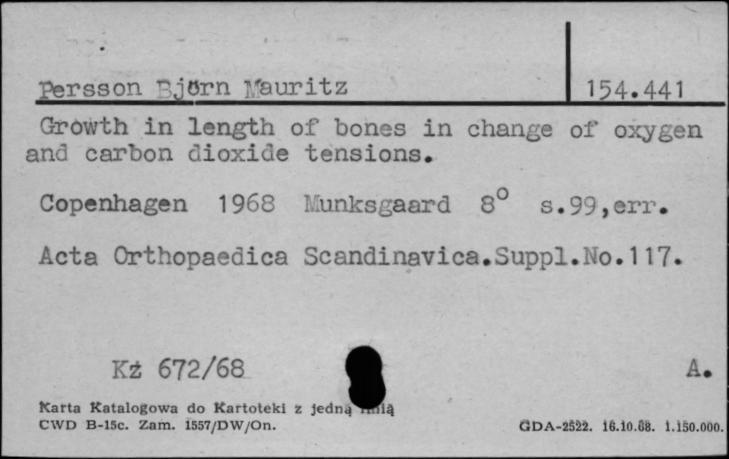 Persson Björn Mauritz 154.441
Growth in length of bones in change of oxygen
and carbon dioxide tensions.
Copenhagen 1968 Munksgaard 8° s.99,err.
Acta Orthopaedica Scandinavica.Suppl.No.117.
Kż 672/68 A.
Karta Katalogowa do Kartoteki z jedną
CWD B-15c. Zam. 1557/DW/On. GDA-2522. 16.10.68. 1.150.000.